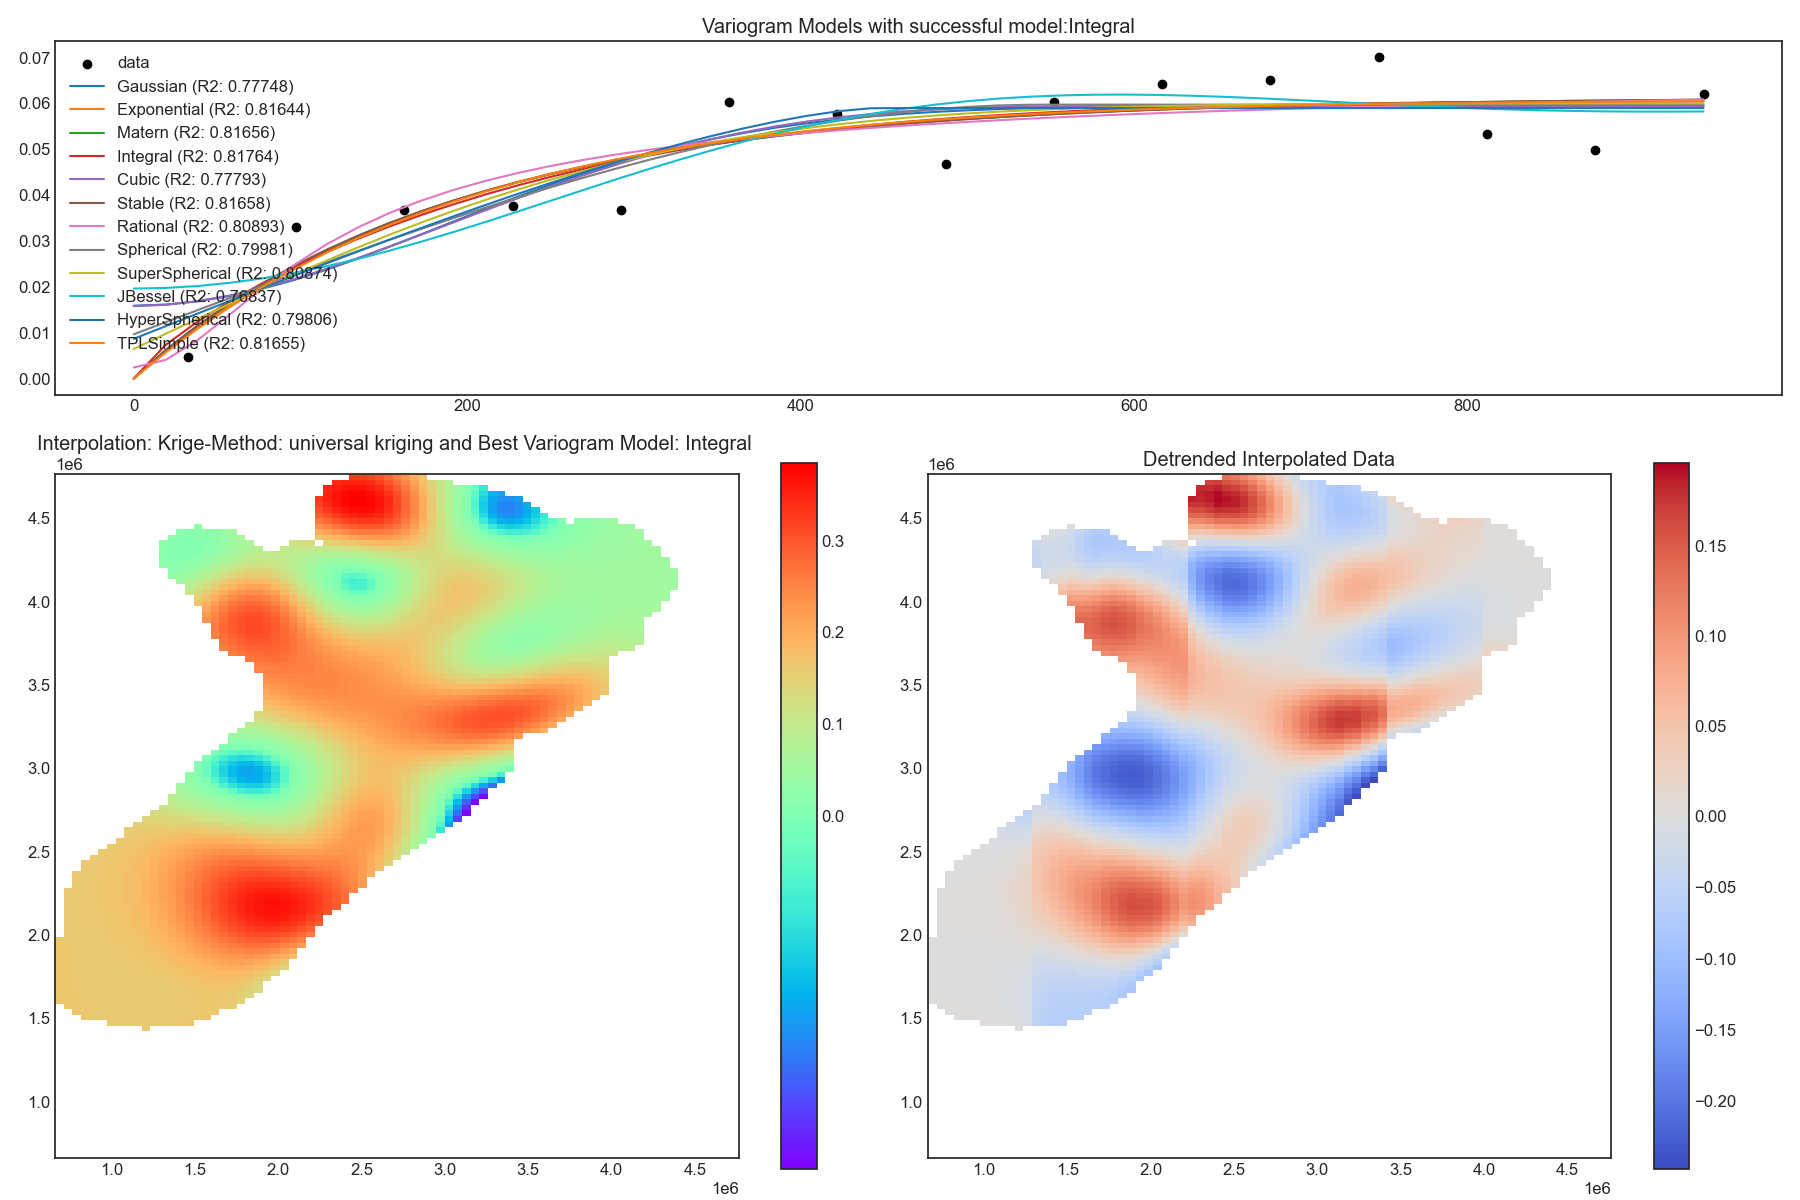 Variogram Models with successful model:Integral
0.07
0.06
0.05
0.04
0.03
0.02
0.01
0.00
data
Gaussian (R2: 0.77748)
Exponential (R2: 0.81644)
Matern (R2: 0.81656)
Integral (R2: 0.81764)
Cubic (R2: 0.77793)
Stable (R2: 0.81658)
Rational (R2: 0.80893)
Spherical (R2: 0.79981)
SuperSpherical (R2: 0.80874)
JBessel (R2: 0.76837)
HyperSpherical (R2: 0.79806)
TPLSimple (R2: 0.81655)
0 200 400 600 800
Interpolation: Krige-Method: universal kriging and Best Variogram Model: Integral
1e6
4.5
4.0
3.5
3.0
2.5
2.0
1.5
1.0
1.0 1.5 2.0 2.5 3.0 3.5 4.0 4.5
1e6
0.3
0.2
0.1
0.0
Detrended Interpolated Data
1e6
4.5
4.0
3.5
3.0
2.5
2.0
1.5
1.0
1.0 1.5 2.0 2.5 3.0 3.5 4.0 4.5
1e6
0.15
0.10
0.05
0.00
−0.05
−0.10
−0.15
−0.20